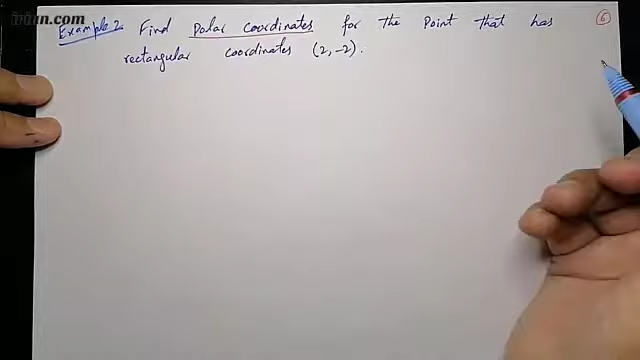 Example 2. Find Polar coordinates for the Point that has
rectangular coordinates (2, -2).
6